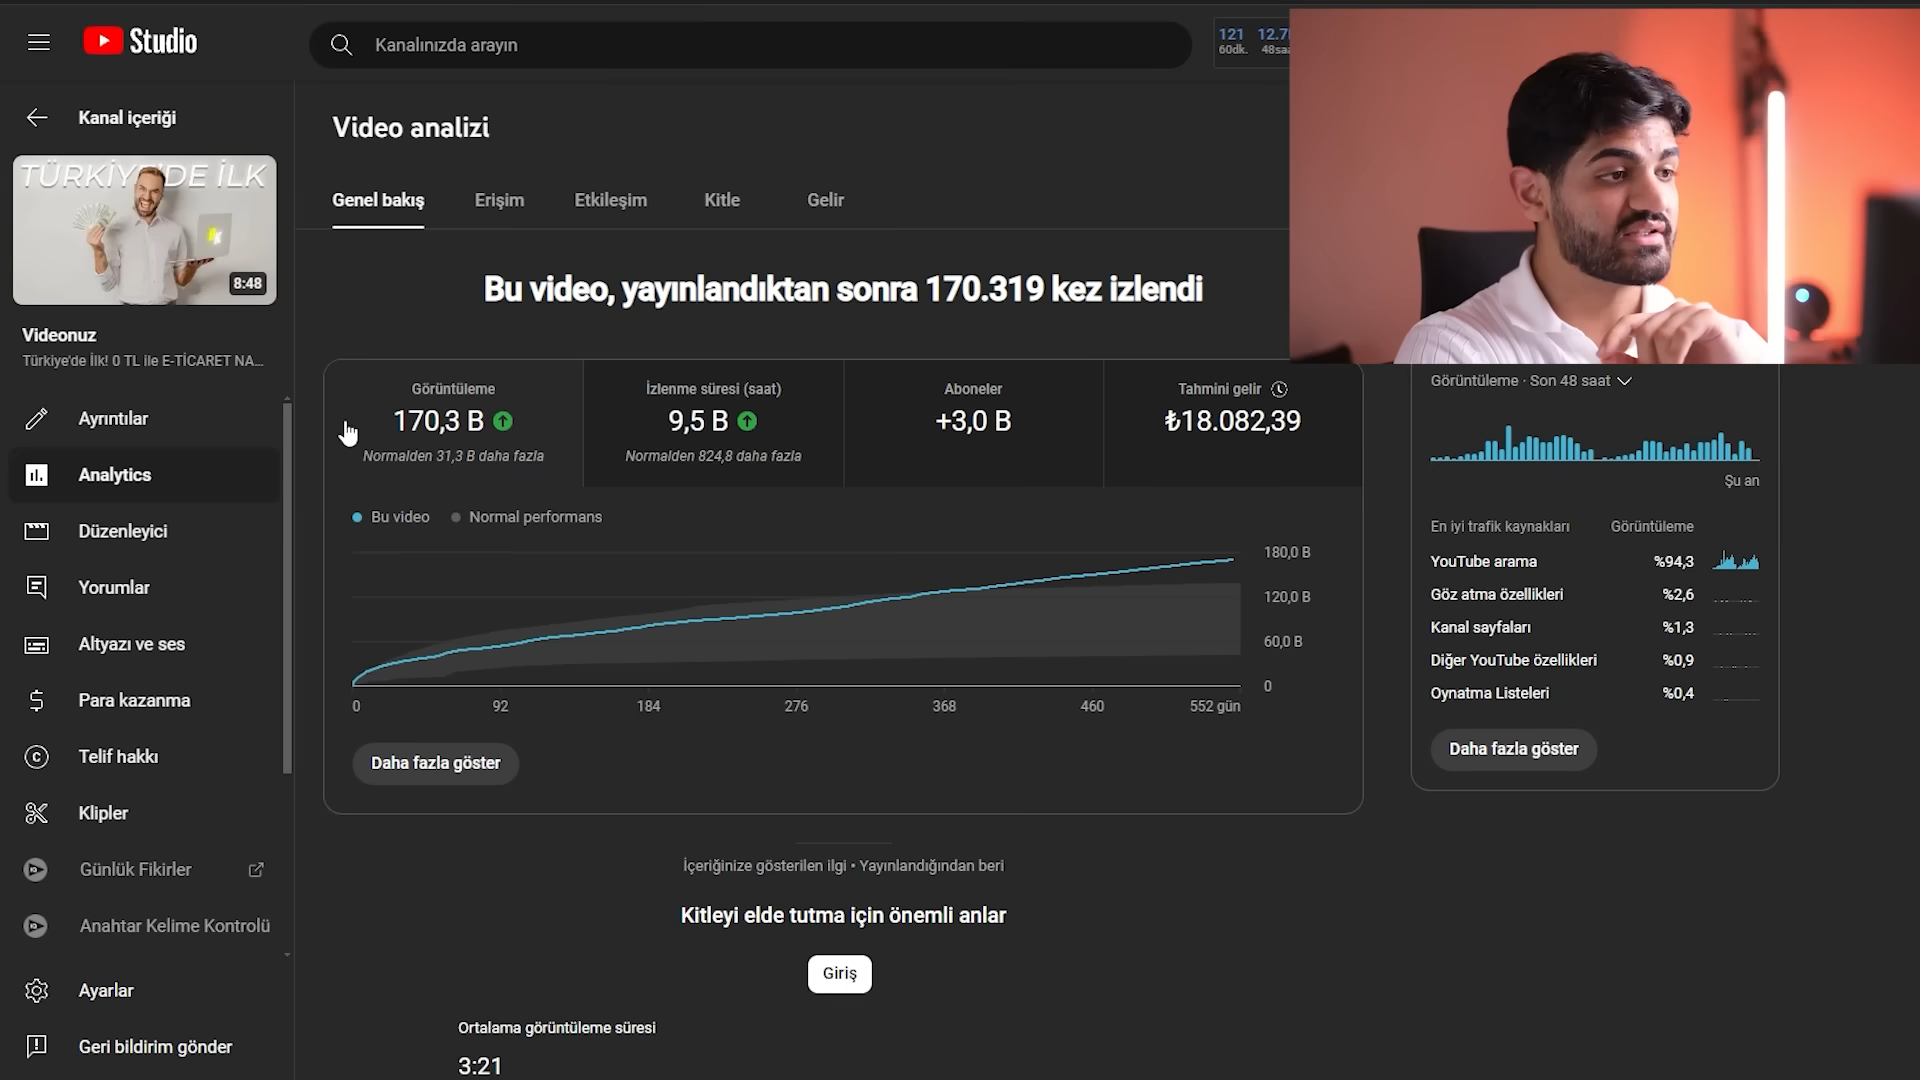 Studio
Kanalınızda arayın
121
60dk.
Kanal içeriği
TÜRKİYE'DE İLK
8:48
Videonuz
Türkiye'de İlk! 0 TL ile E-TİCARET NA...
Ayrıntılar
Analytics
Düzenleyici
Yorumlar
Altyazı ve ses
Para kazanma
Telif hakkı
Klipler
Günlük Fikirler
Anahtar Kelime Kontrolü
Ayarlar
Geri bildirim gönder
Video analizi
Genel bakış
Erişim
Etkileşim
Kitle
Gelir
Bu video, yayınlandıktan sonra 170.319 kez izlendi
Görüntüleme
170,3 B
Normalden 31,3 B daha fazla
İzlenme süresi (saat)
9,5 B
Normalden 824,8 daha fazla
Aboneler
+3,0 B
Tahmini gelir
₺18.082,39
Bu video
Normal performans
180,0 B
120,0 B
60,0 B
0
0
92
184
276
368
460
552 gün
Daha fazla göster
İçeriğinize gösterilen ilgi • Yayınlandığından beri
Kitleyi elde tutma için önemli anlar
Giriş
Ortalama görüntüleme süresi
3:21
Görüntüleme · Son 48 saat
Şu an
En iyi trafik kaynakları Görüntüleme
YouTube arama %94,3
Göz atma özellikleri %2,6
Kanal sayfaları %1,3
Diğer YouTube özellikleri %0,9
Oynatma Listeleri %0,4
Daha fazla göster